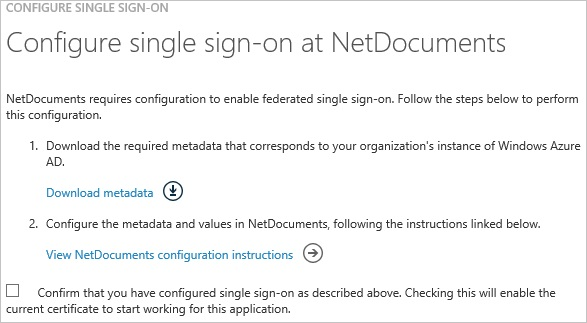 CONFIGURE SINGLE SIGN-ON
Configure single sign-on at NetDocuments
NetDocuments requires configuration to enable federated single sign-on. Follow the steps below to perform
this configuration.
1. Download the required metadata that corresponds to your organization's instance of Windows Azure
AD.
Download metadata
2. Configure the metadata and values in NetDocuments, following the instructions linked below.
View NetDocuments configuration instructions
Confirm that you have configured single sign-on as described above. Checking this will enable the
current certificate to start working for this application.